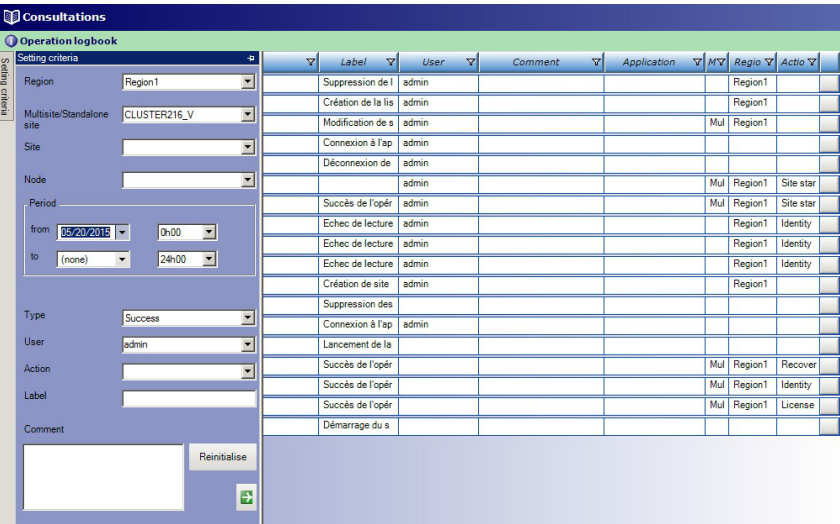 Consultations
Operation logbook
Setting criteria
Setting criteria
Region Region1
Multisite/Standalone site CLUSTER216_V
Site
Node
Period
from 05/20/2015 0h00
to (none) 24h00
Type Success
User admin
Action
Label
Comment
Reinitialise
Label User Comment Application M Regio Actio
Suppression de l admin Region1
Création de la lis admin Region1
Modification de s admin Mul Region1
Connexion à l'ap admin
Déconnexion de admin
admin Mul Region1 Site star
Succès de l'opér admin Mul Region1 Site star
Echec de lecture admin Region1 Identity
Echec de lecture admin Region1 Identity
Echec de lecture admin Region1 Identity
Création de site admin Region1
Suppression des
Connexion à l'ap admin
Lancement de la
Succès de l'opér Mul Region1 Recover
Succès de l'opér Mul Region1 Identity
Succès de l'opér Mul Region1 License
Démarrage du s